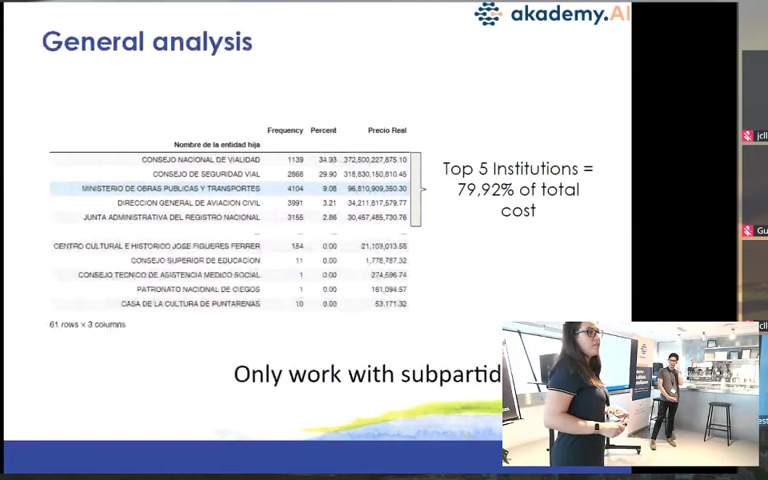 akademy.AI
General analysis
Frequency Percent Precio Real
Nombre de la entidad hija
CONSEJO NACIONAL DE VIALIDAD 1139 34.93 372,500,227,875.10
CONSEJO DE SEGURIDAD VIAL 2868 29.90 318,830,150,810.45
MINISTERIO DE OBRAS PUBLICAS Y TRANSPORTES 4104 9.08 96,810,909,350.30
DIRECCION GENERAL DE AVIACION CIVIL 3991 3.21 34,211,817,579.77
JUNTA ADMINISTRATIVA DEL REGISTRO NACIONAL 3155 2.86 30,457,485,730.76
... ... ... ...
CENTRO CULTURAL E HISTORICO JOSE FIGUERES FERRER 154 0.00 21,103,013.58
CONSEJO SUPERIOR DE EDUCACION 11 0.00 1,778,787.32
CONSEJO TECNICO DE ASISTENCIA MEDICO SOCIAL 1 0.00 274,596.74
PATRONATO NACIONAL DE CIEGOS 1 0.00 161,094.57
CASA DE LA CULTURA DE PUNTARENAS 10 0.00 53,171.32
61 rows × 3 columns
Top 5 Institutions =
79,92% of total
cost
Only work with subpartid
jcll
Gu
cll
est